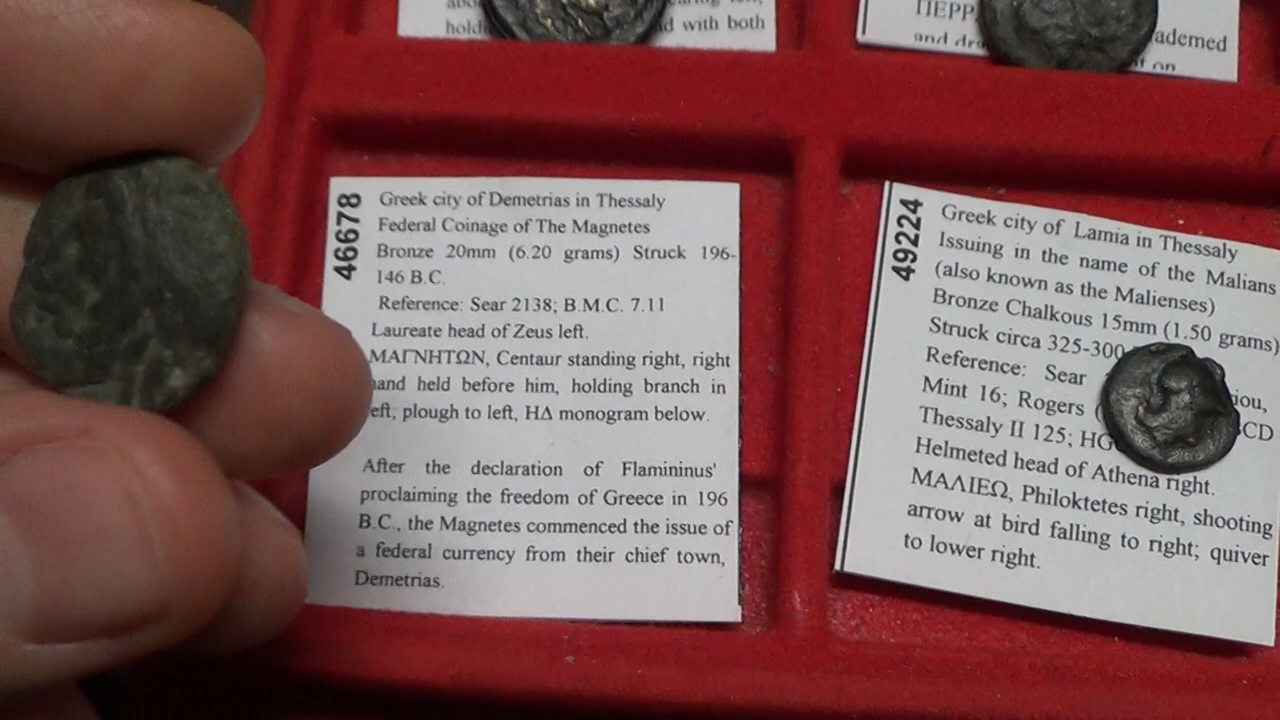 holdi
d with both
ΠΕΡΡ
ademed
and dra
t on
46678
Greek city of Demetrias in Thessaly
Federal Coinage of The Magnetes
Bronze 20mm (6.20 grams) Struck 196-
146 B.C.
Reference: Sear 2138; B.M.C. 7.11
Laureate head of Zeus left.
ΜΑΓΝΗΤΩΝ, Centaur standing right, right
hand held before him, holding branch in
left; plough to left, ΗΔ monogram below.
After the declaration of Flamininus'
proclaiming the freedom of Greece in 196
B.C., the Magnetes commenced the issue of
a federal currency from their chief town,
Demetrias.
49224
Greek city of Lamia in Thessaly
Issuing in the name of the Malians
(also known as the Malienses)
Bronze Chalkous 15mm (1.50 grams)
Struck circa 325-300
Reference: Sear iou,
Mint 16; Rogers ( BCD
Thessaly II 125; HG
Helmeted head of Athena right.
ΜΑΛΙΕΩ, Philoktetes right, shooting
arrow at bird falling to right; quiver
to lower right.